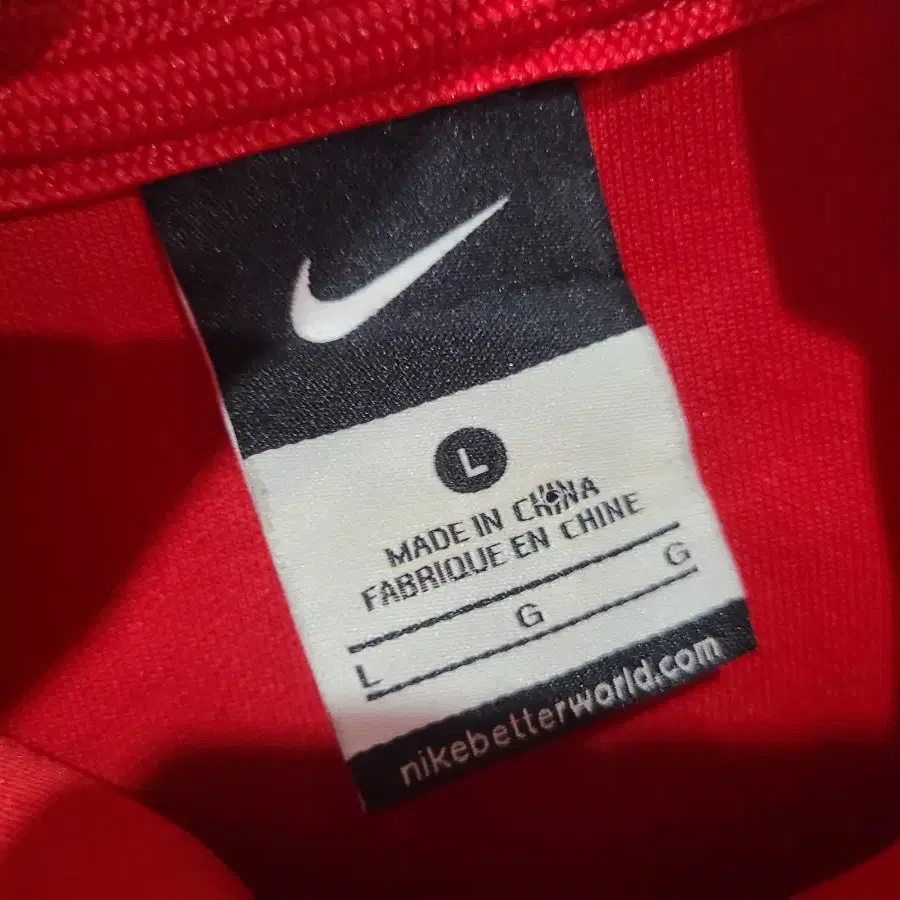 L
MADE IN CHINA
FABRIQUE EN CHINE
L G G
nikebetterworld.com